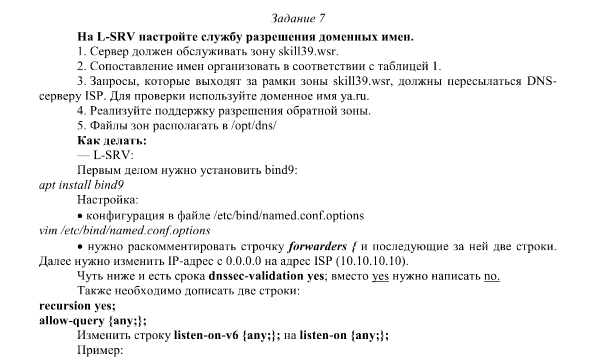 Задание 7
На L-SRV настройте службу разрешения доменных имен.
1. Сервер должен обслуживать зону skill39.wsr.
2. Сопоставление имен организовать в соответствии с таблицей 1.
3. Запросы, которые выходят за рамки зоны skill39.wsr, должны пересылаться DNS-
серверу ISP. Для проверки используйте доменное имя ya.ru.
4. Реализуйте поддержку разрешения обратной зоны.
5. Файлы зон располагать в /opt/dns/
Как делать:
— L-SRV:
Первым делом нужно установить bind9:
apt install bind9
Настройка:
• конфигурация в файле /etc/bind/named.conf.options
vim /etc/bind/named.conf.options
• нужно раскомментировать строчку forwarders { и последующие за ней две строки.
Далее нужно изменить IP-адрес с 0.0.0.0 на адрес ISP (10.10.10.10).
Чуть ниже и есть срока dnssec-validation yes; вместо yes нужно написать no.
Также необходимо дописать две строки:
recursion yes;
allow-query {any;};
Изменить строку listen-on-v6 {any;}; на listen-on {any;};
Пример: